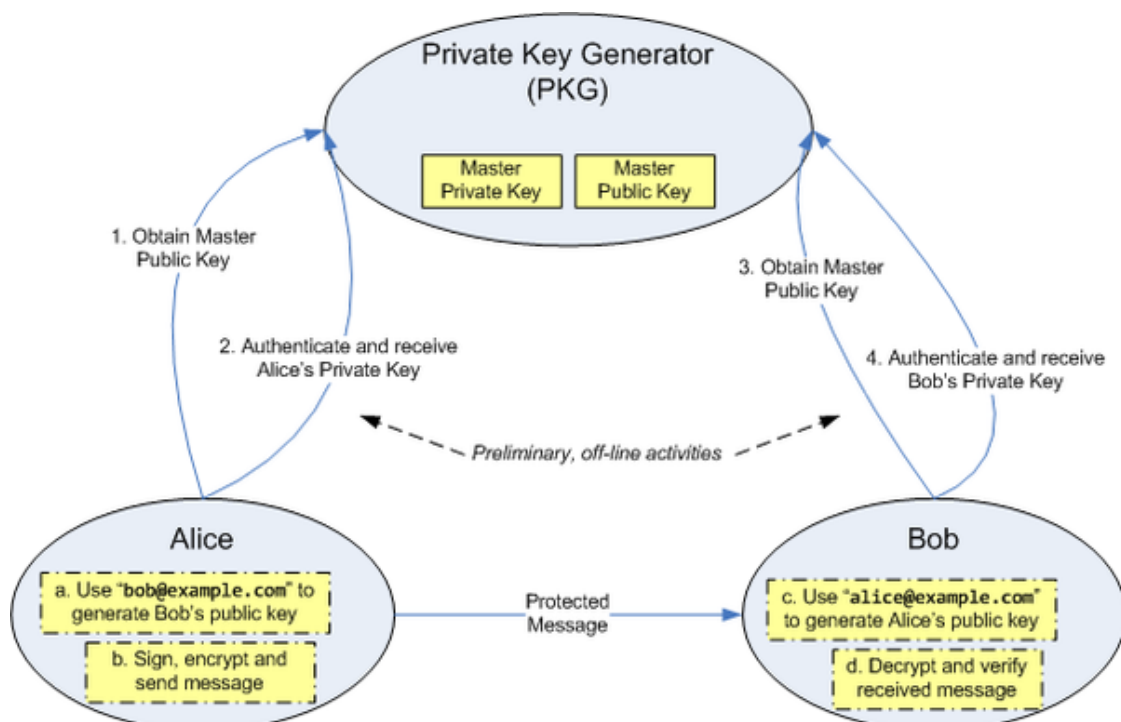 Private Key Generator
(PKG)
Master
Private Key
Master
Public Key
1. Obtain Master
Public Key
2. Authenticate and receive
Alice's Private Key
3. Obtain Master
Public Key
4. Authenticate and receive
Bob's Private Key
Preliminary, off-line activities
Alice
a. Use “bob@example.com” to
generate Bob's public key
b. Sign, encrypt and
send message
Protected
Message
Bob
c. Use “alice@example.com”
to generate Alice's public key
d. Decrypt and verify
received message